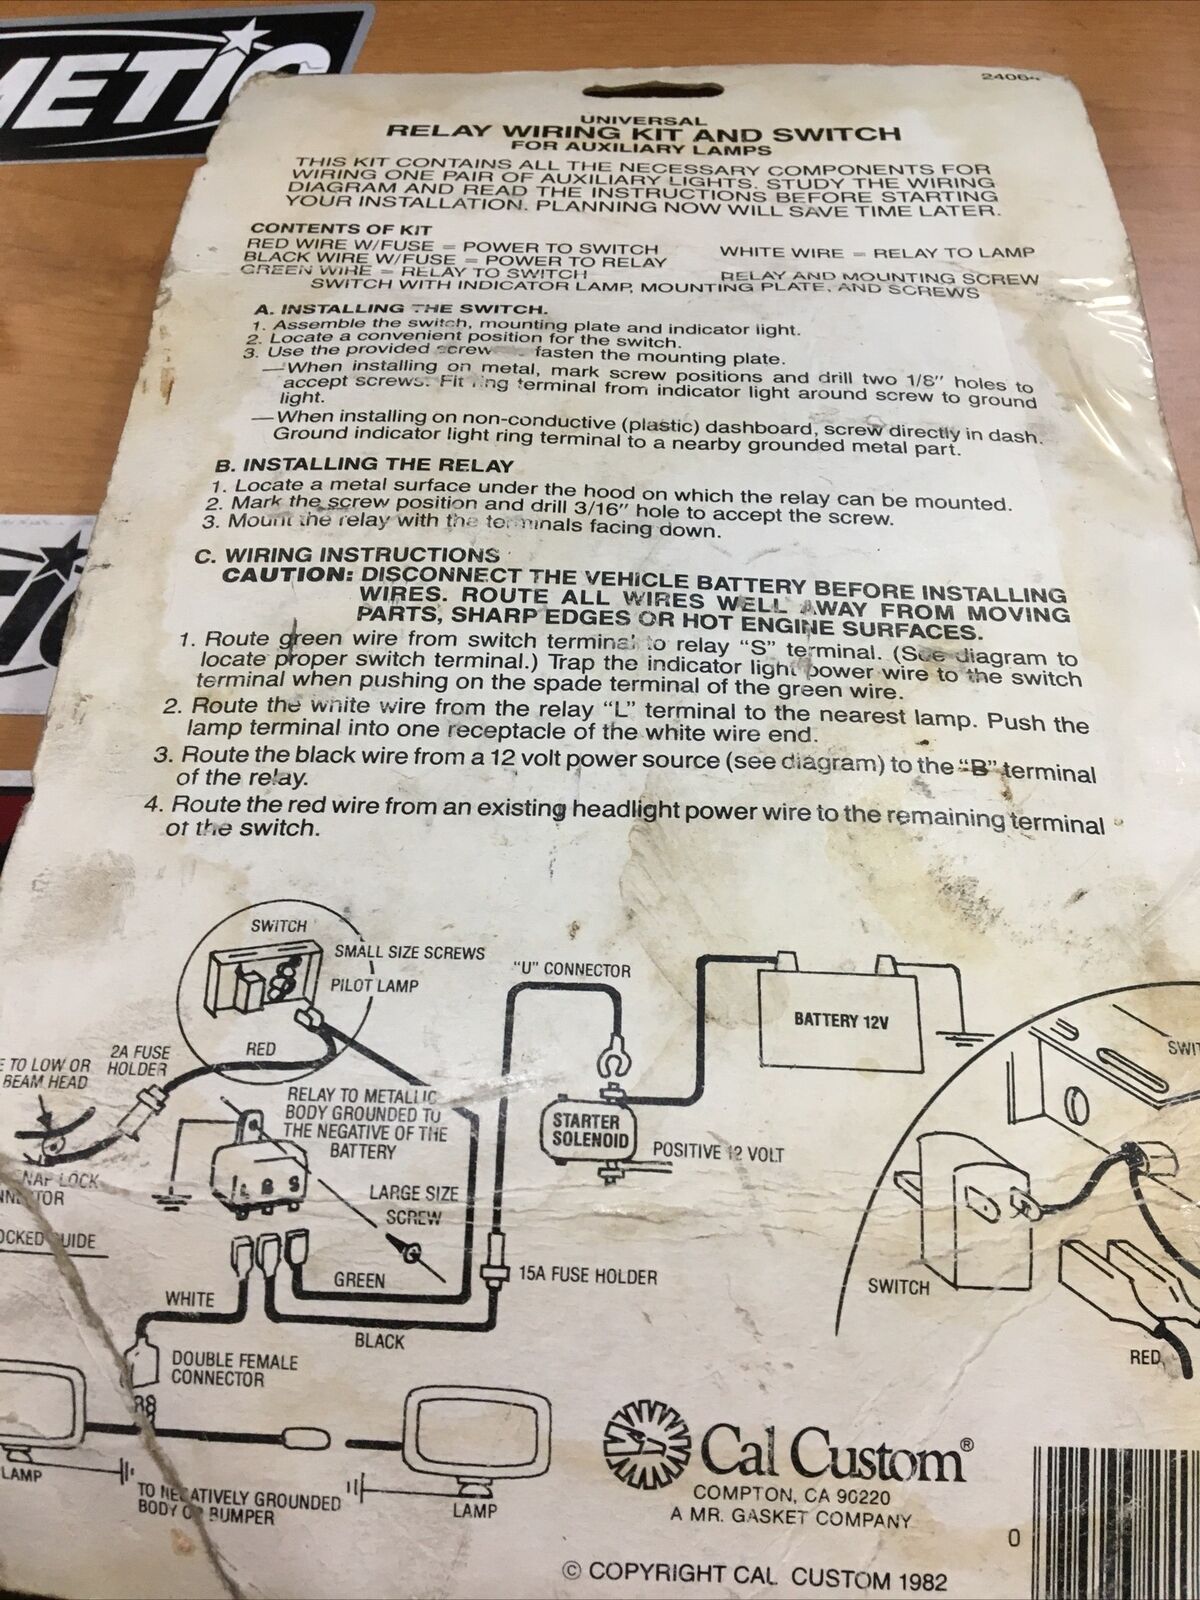 METIC
24064
UNIVERSAL
RELAY WIRING KIT AND SWITCH
FOR AUXILIARY LAMPS
THIS KIT CONTAINS ALL THE NECESSARY COMPONENTS FOR
WIRING ONE PAIR OF AUXILIARY LIGHTS. STUDY THE WIRING
DIAGRAM AND READ THE INSTRUCTIONS BEFORE STARTING
YOUR INSTALLATION. PLANNING NOW WILL SAVE TIME LATER.
CONTENTS OF KIT
RED WIRE W/FUSE = POWER TO SWITCH
WHITE WIRE = RELAY TO LAMP
BLACK WIRE W/FUSE = POWER TO RELAY
GREEN WIRE = RELAY TO SWITCH
RELAY AND MOUNTING SCREW
SWITCH WITH INDICATOR LAMP, MOUNTING PLATE, AND SCREWS
A. INSTALLING THE SWITCH.
1. Assemble the switch, mounting plate and indicator light.
2. Locate a convenient position for the switch.
3. Use the provided screw fasten the mounting plate.
—When installing on metal, mark screw positions and drill two 1/8" holes to
accept screws. Fit ring terminal from indicator light around screw to ground
light.
—When installing on non-conductive (plastic) dashboard, screw directly in dash.
Ground indicator light ring terminal to a nearby grounded metal part.
B. INSTALLING THE RELAY
1. Locate a metal surface under the hood on which the relay can be mounted.
2. Mark the screw position and drill 3/16" hole to accept the screw.
3. Mount the relay with the terminals facing down.
C. WIRING INSTRUCTIONS
CAUTION: DISCONNECT THE VEHICLE BATTERY BEFORE INSTALLING
WIRES. ROUTE ALL WIRES WELL AWAY FROM MOVING
PARTS, SHARP EDGES OR HOT ENGINE SURFACES.
1. Route green wire from switch terminal to relay "S" terminal. (See diagram to
locate proper switch terminal.) Trap the indicator light power wire to the switch
terminal when pushing on the spade terminal of the green wire.
2. Route the white wire from the relay "L" terminal to the nearest lamp. Push the
lamp terminal into one receptacle of the white wire end.
3. Route the black wire from a 12 volt power source (see diagram) to the "B" terminal
of the relay.
4. Route the red wire from an existing headlight power wire to the remaining terminal
of the switch.
SWITCH
SMALL SIZE SCREWS
PILOT LAMP
RED
2A FUSE
HOLDER
E TO LOW OR
BEAM HEAD
NAP LOCK
NNECTOR
OCKED GUIDE
RELAY TO METALLIC
BODY GROUNDED TO
THE NEGATIVE OF THE
BATTERY
L B S
LARGE SIZE
SCREW
"U" CONNECTOR
BATTERY 12V
STARTER
SOLENOID
POSITIVE 12 VOLT
15A FUSE HOLDER
GREEN
WHITE
BLACK
DOUBLE FEMALE
CONNECTOR
SWIT
SWITCH
RED
LAMP
TO NEGATIVELY GROUNDED
BODY OR BUMPER
LAMP
Cal Custom®
COMPTON, CA 90220
A MR. GASKET COMPANY
0
© COPYRIGHT CAL CUSTOM 1982